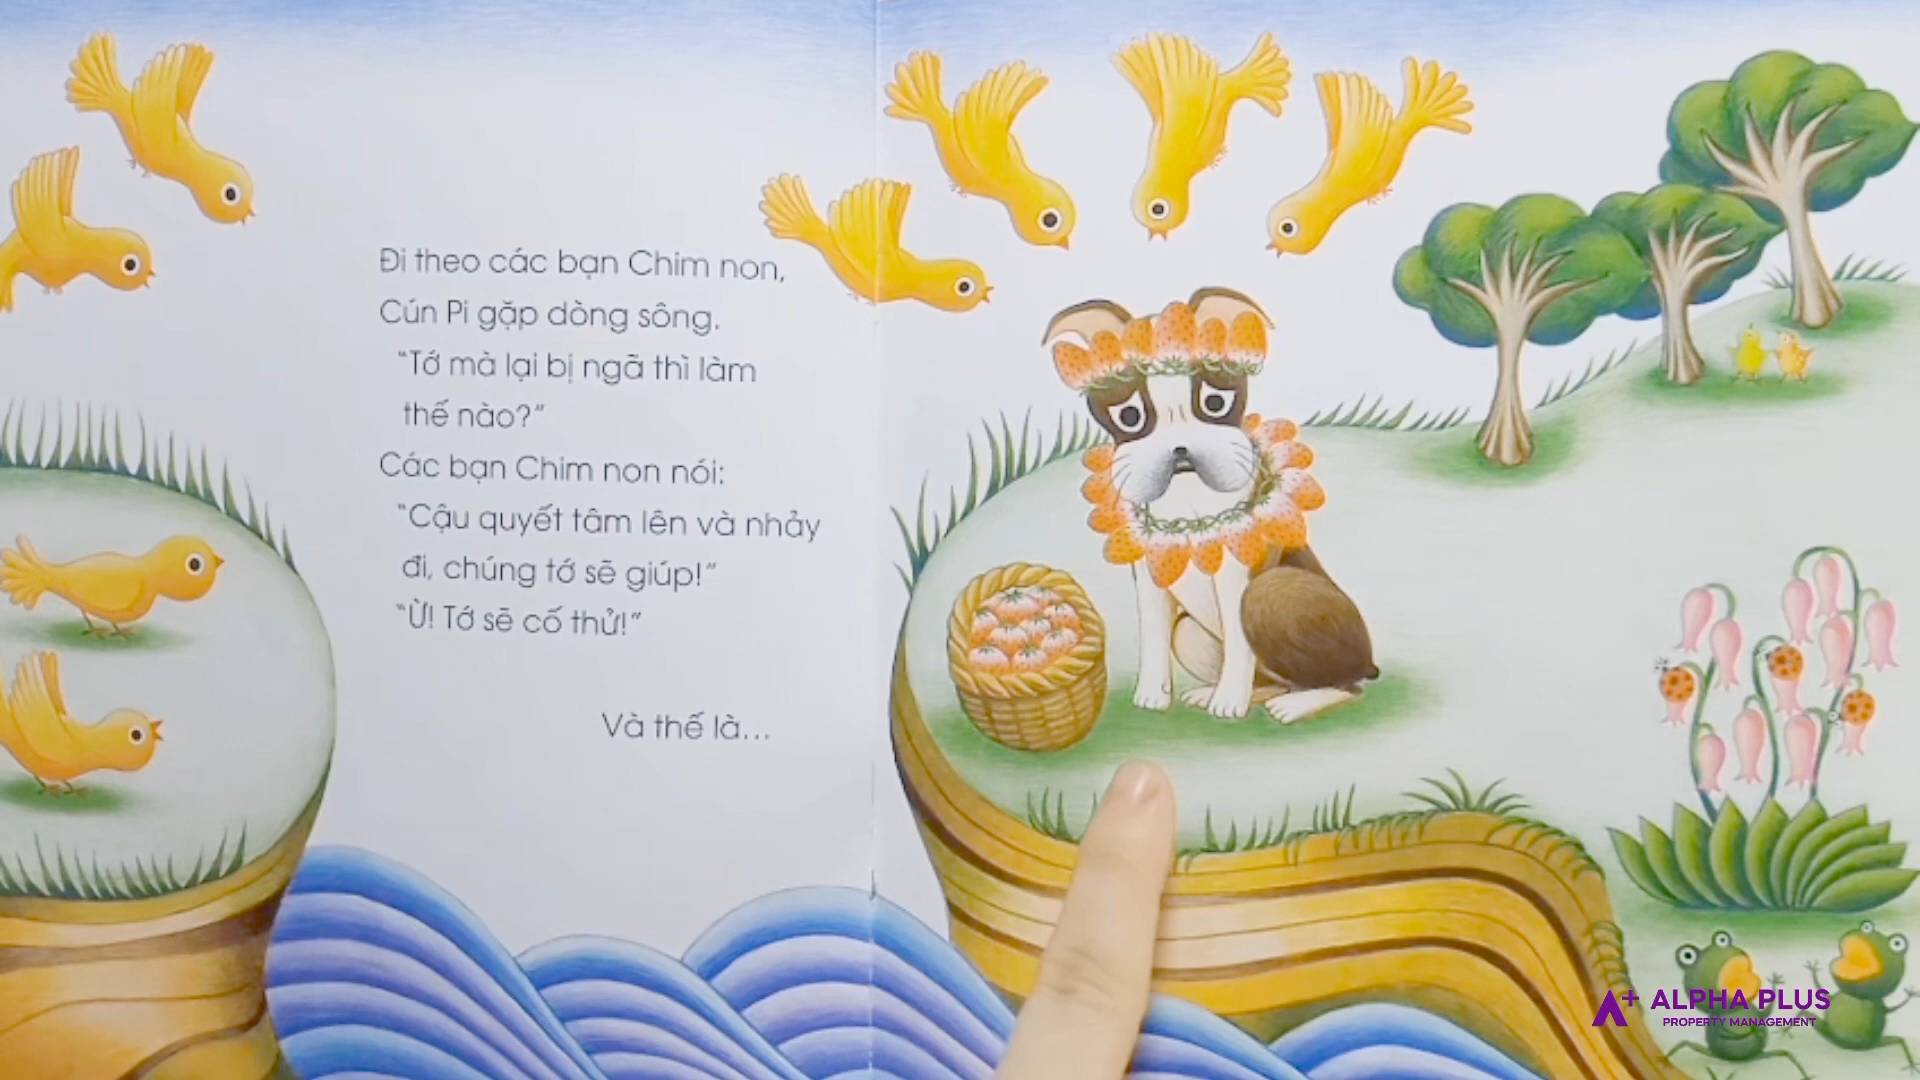 Đi theo các bạn Chim non,
Cún Pi gặp dòng sông.
“Tớ mà lại bị ngã thì làm
thế nào?”
Các bạn Chim non nói:
“Cậu quyết tâm lên và nhảy
đi, chúng tớ sẽ giúp!”
“Ừ! Tớ sẽ cố thử!”
Và thế là...
A+ ALPHA PLUS
PROPERTY MANAGEMENT